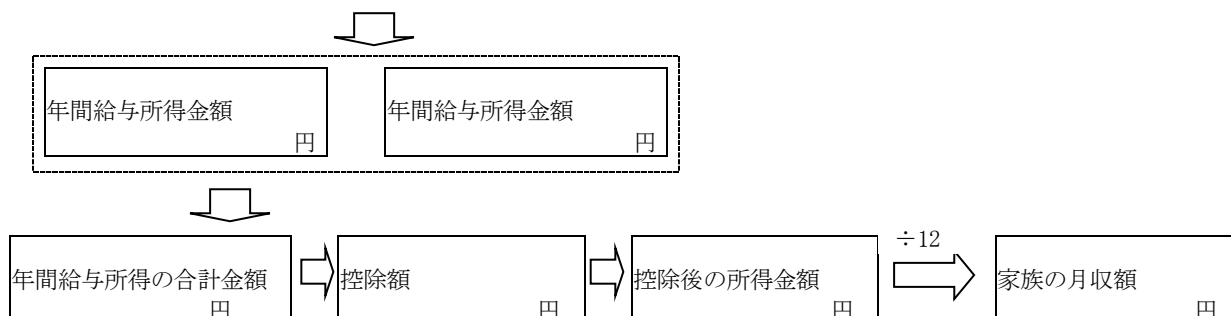 年間給与所得金額
円
年間給与所得金額
円
年間給与所得の合計金額
円
控除額
円
控除後の所得金額
円
÷12
家族の月収額
円